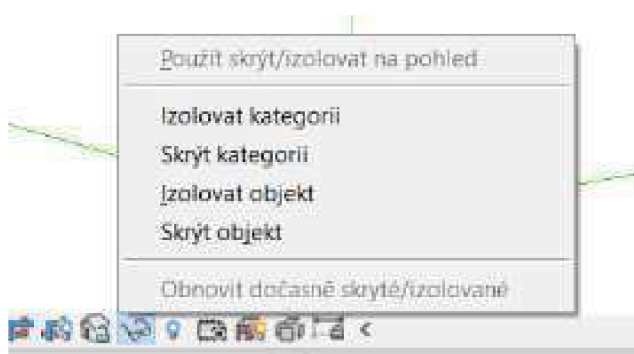 Použít skrýt/izolovat na pohled
Izolovat kategorii
Skrýt kategorii
Izolovat objekt
Skrýt objekt
Obnovit dočasně skryté/izolované